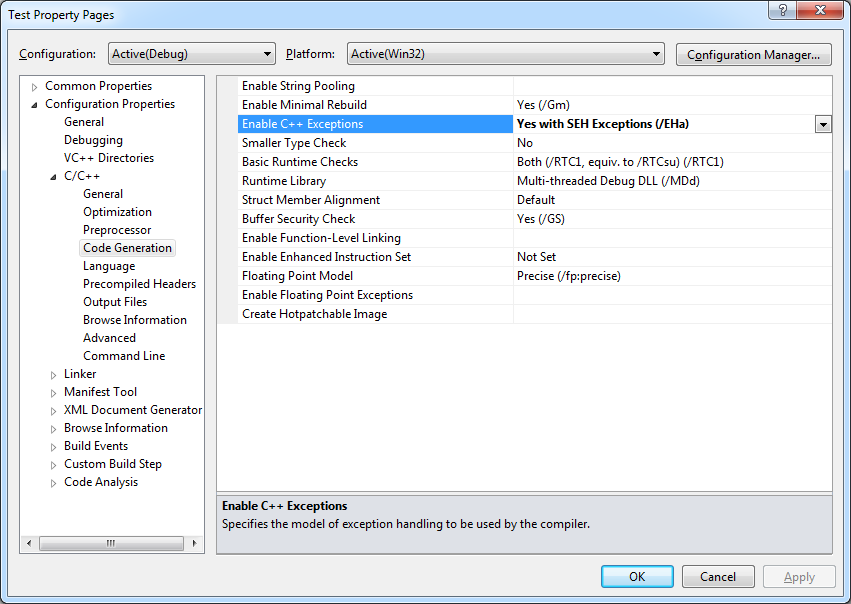 Test Property Pages
Configuration: Active(Debug) Platform: Active(Win32) Configuration Manager...
Common Properties
Configuration Properties
General
Debugging
VC++ Directories
C/C++
General
Optimization
Preprocessor
Code Generation
Language
Precompiled Headers
Output Files
Browse Information
Advanced
Command Line
Linker
Manifest Tool
XML Document Generator
Browse Information
Build Events
Custom Build Step
Code Analysis
Enable String Pooling
Enable Minimal Rebuild Yes (/Gm)
Enable C++ Exceptions Yes with SEH Exceptions (/EHa)
Smaller Type Check No
Basic Runtime Checks Both (/RTC1, equiv. to /RTCsu) (/RTC1)
Runtime Library Multi-threaded Debug DLL (/MDd)
Struct Member Alignment Default
Buffer Security Check Yes (/GS)
Enable Function-Level Linking
Enable Enhanced Instruction Set Not Set
Floating Point Model Precise (/fp:precise)
Enable Floating Point Exceptions
Create Hotpatchable Image
Enable C++ Exceptions
Specifies the model of exception handling to be used by the compiler.
OK Cancel Apply